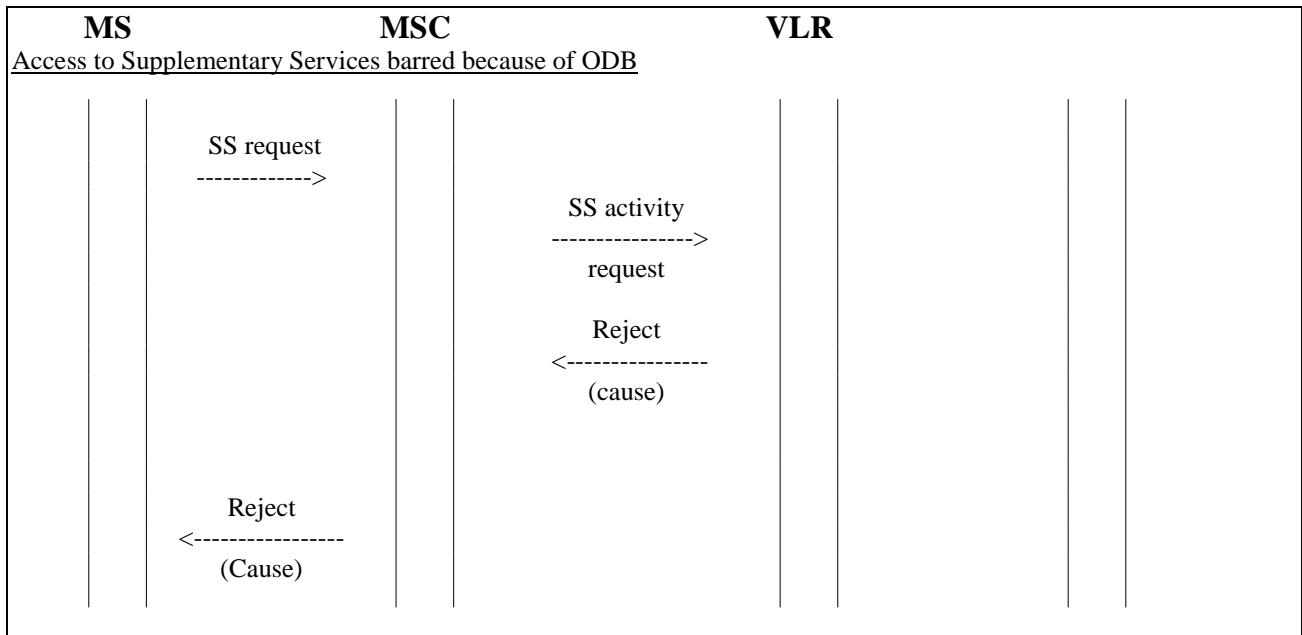 MS MSC VLR
Access to Supplementary Services barred because of ODB
SS request
------------->
SS activity
---------------->
request
Reject
<----------------
(cause)
Reject
<-----------------
(Cause)